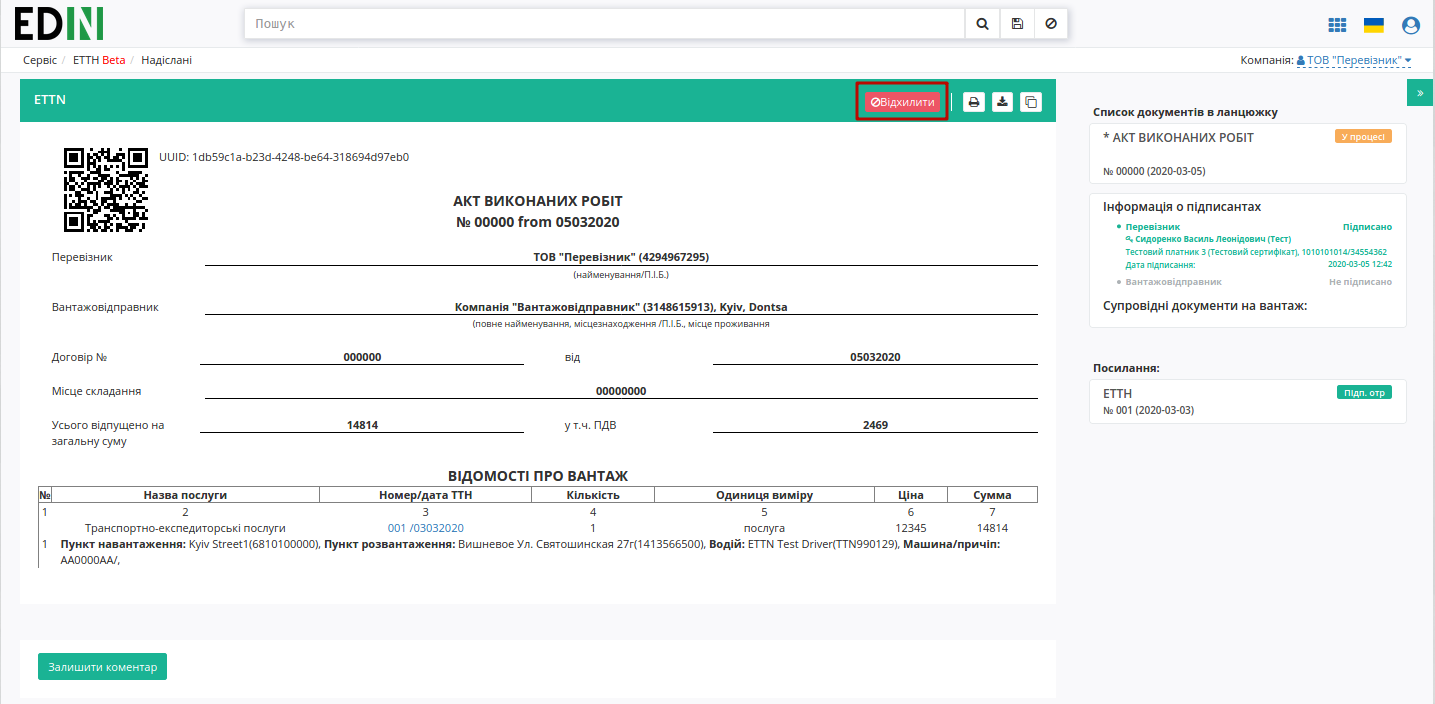 EDIN
Пошук
Сервіс / ЕТТН Beta / Надіслані
Компанія: ТОВ "Перевізник"
ETTN
Відхилити
»
UUID: 1db59c1a-b23d-4248-be64-318694d97eb0
АКТ ВИКОНАНИХ РОБІТ
№ 00000 from 05032020
Перевізник ТОВ "Перевізник" (4294967295)
(найменування/П.І.Б.)
Вантажовідправник Компанія "Вантажовідправник" (3148615913), Kyiv, Dontsa
(повне найменування, місцезнаходження /П.І.Б., місце проживання
Договір № 000000 від 05032020
Місце складання 00000000
Усього відпущено на 14814 у т.ч. ПДВ 2469
загальну суму
ВІДОМОСТІ ПРО ВАНТАЖ
№ Назва послуги Номер/дата ТТН Кількість Одиниця виміру Ціна Сумма
1 2 3 4 5 6 7
Транспортно-експедиторські послуги 001 /03032020 1 послуга 12345 14814
1 Пункт навантаження: Kyiv Street1(6810100000), Пункт розвантаження: Вишневое Ул. Святошинская 27г(1413566500), Водій: ETTN Test Driver(TTN990129), Машина/причіп:
AA0000AA/,
Залишити коментар
Список документів в ланцюжку
* АКТ ВИКОНАНИХ РОБІТ У процесі
№ 00000 (2020-03-05)
Інформація о підписантах
Перевізник Підписано
Сидоренко Василь Леонідович (Тест)
Тестовий платник 3 (Тестовий сертифікат), 1010101014/34554362
Дата підписання: 2020-03-05 12:42
Вантажовідправник Не підписано
Супровідні документи на вантаж:
Посилання:
ЕТТН Підп. отр
№ 001 (2020-03-03)